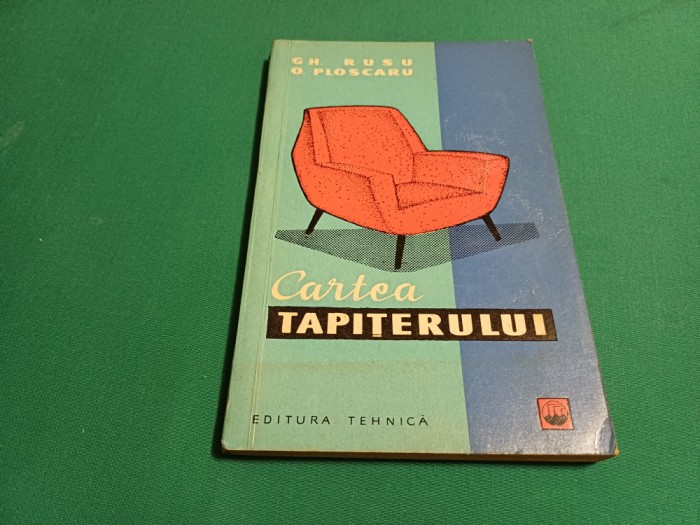 GH. RUSU
O. PLOSCARU
Cartea
TAPIȚERULUI
EDITURA TEHNICĂ